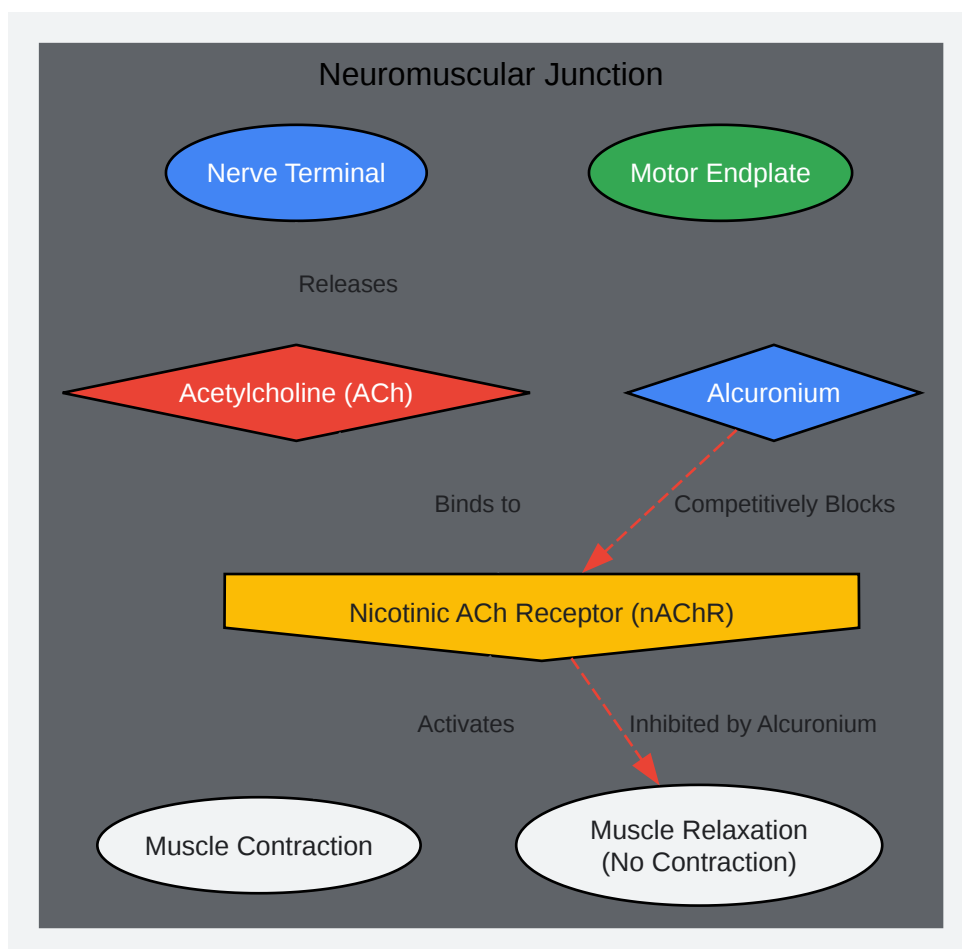 Neuromuscular Junction
Nerve Terminal
Motor Endplate
Releases
Acetylcholine (ACh)
Alcuronium
Binds to
Competitively Blocks
Nicotinic ACh Receptor (nAChR)
Activates
Inhibited by Alcuronium
Muscle Contraction
Muscle Relaxation
(No Contraction)